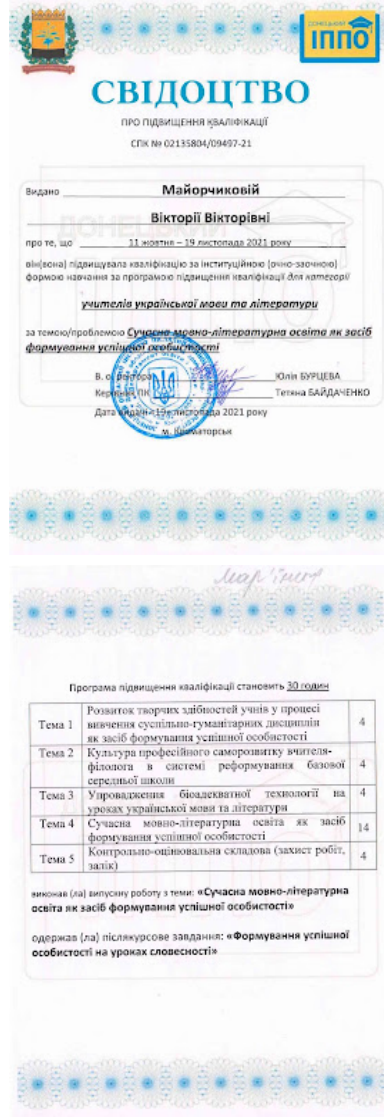 ДОНЕЦЬКИЙ
ІППО
СВІДОЦТВО
ПРО ПІДВИЩЕННЯ КВАЛІФІКАЦІЇ
СПК № 02135804/09497-21
Видано Майорчиковій
Вікторії Вікторівні
про те, що 11 жовтня – 19 листопада 2021 року
він(вона) підвищувала кваліфікацію за інституційною (очно-заочною)
формою навчання за програмою підвищення кваліфікації для категорії
учителів української мови та літератури
за темою/проблемою Сучасна мовно-літературна освіта як засіб
формування успішної особистості
В. о. ректора Юлія БУРЦЕВА
Керівник ПК Тетяна БАЙДАЧЕНКО
Дата видачі 19 листопада 2021 року
м. Краматорськ
Мар'їнка
Програма підвищення кваліфікації становить 30 годин
Тема 1 Розвиток творчих здібностей учнів у процесі
вивчення суспільно-гуманітарних дисциплін
як засіб формування успішної особистості 4
Тема 2 Культура професійного саморозвитку вчителя-
філолога в системі реформування базової
середньої школи 4
Тема 3 Упровадження біоадекватної технології на
уроках української мови та літератури 4
Тема 4 Сучасна мовно-літературна освіта як засіб
формування успішної особистості 14
Тема 5 Контрольно-оцінювальна складова (захист робіт,
залік) 4
виконав (ла) випускну роботу з теми: «Сучасна мовно-літературна
освіта як засіб формування успішної особистості»
одержав (ла) післякурсове завдання: «Формування успішної
особистості на уроках словесності»